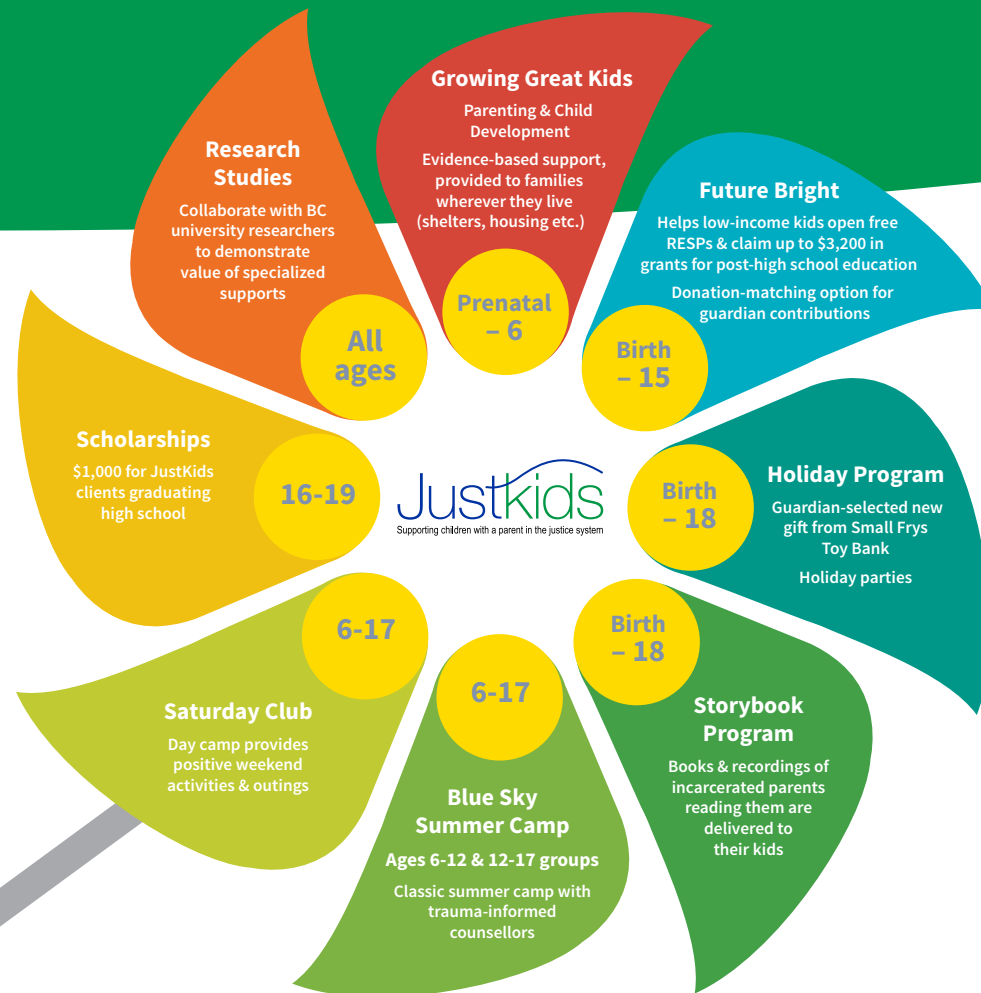 Growing Great Kids
Parenting & Child
Development
Evidence-based support,
provided to families
wherever they live
(shelters, housing etc.)
Prenatal
– 6
Future Bright
Helps low-income kids open free
RESPs & claim up to $3,200 in
grants for post-high school education
Donation-matching option for
guardian contributions
Birth
– 15
Holiday Program
Guardian-selected new
gift from Small Frys
Toy Bank
Holiday parties
Birth
– 18
Storybook
Program
Books & recordings of
incarcerated parents
reading them are
delivered to
their kids
Birth
– 18
Blue Sky
Summer Camp
Ages 6-12 & 12-17 groups
Classic summer camp with
trauma-informed
counsellors
6-17
Saturday Club
Day camp provides
positive weekend
activities & outings
6-17
Scholarships
$1,000 for JustKids
clients graduating
high school
16-19
Research
Studies
Collaborate with BC
university researchers
to demonstrate
value of specialized
supports
All
ages
Justkids
Supporting children with a parent in the justice system